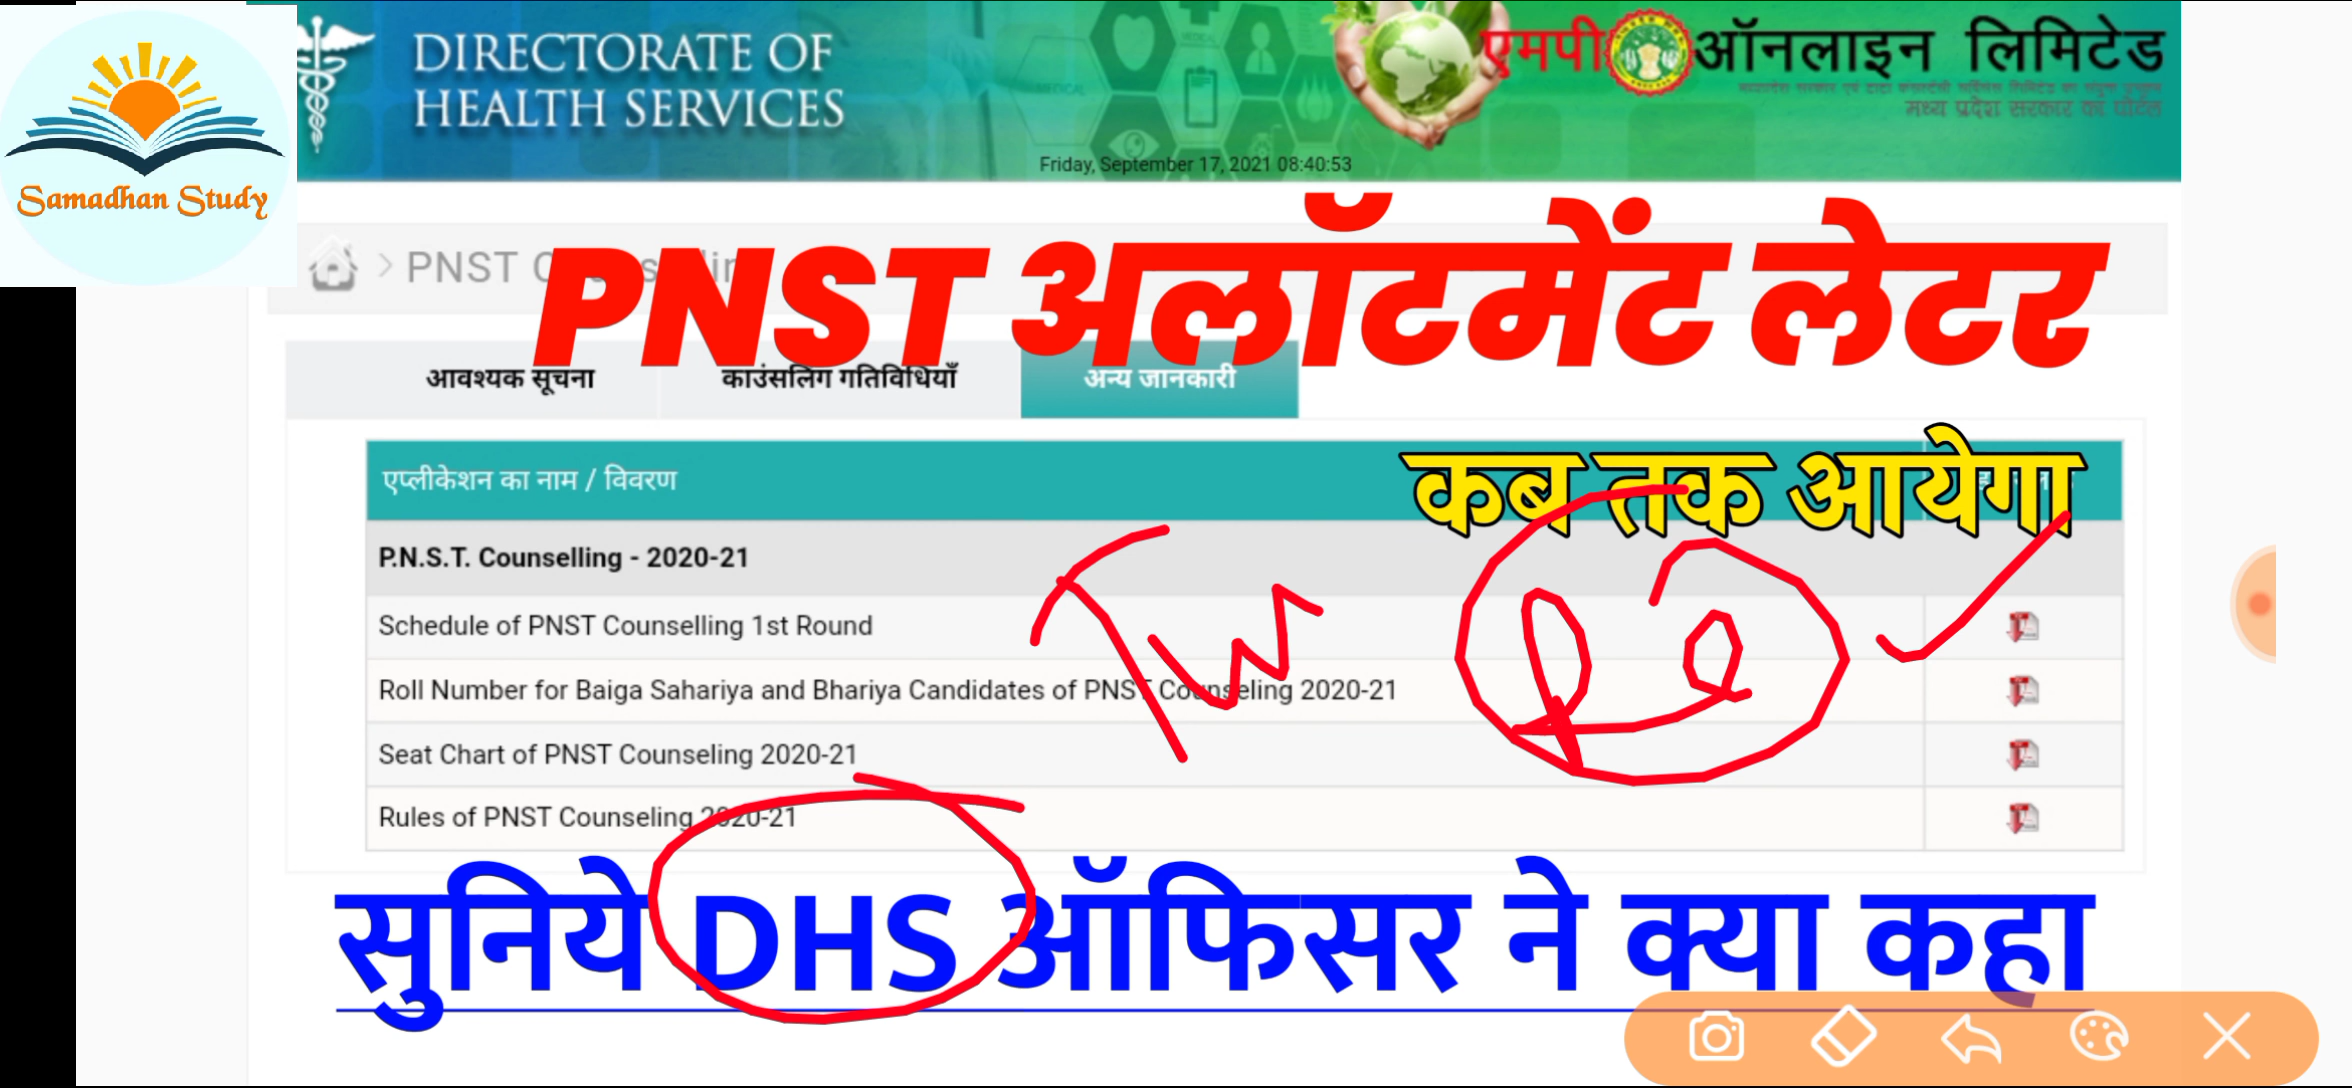 DIRECTORATE OF
HEALTH SERVICES
एमपी ऑनलाइन लिमिटेड
मध्य प्रदेश सरकार का पोर्टल
Friday, September 17, 2021 08:40:53
Samadhan Study
> PNST
PNST अलॉटमेंट लेटर
आवश्यक सूचना काउंसलिंग गतिविधियाँ अन्य जानकारी
कब तक आयेगा
एप्लीकेशन का नाम / विवरण
P.N.S.T. Counselling - 2020-21
Schedule of PNST Counselling 1st Round
Roll Number for Baiga Sahariya and Bhariya Candidates of PNST Counseling 2020-21
Seat Chart of PNST Counseling 2020-21
Rules of PNST Counseling 2020-21
सुनिये DHS ऑफिसर ने क्या कहा